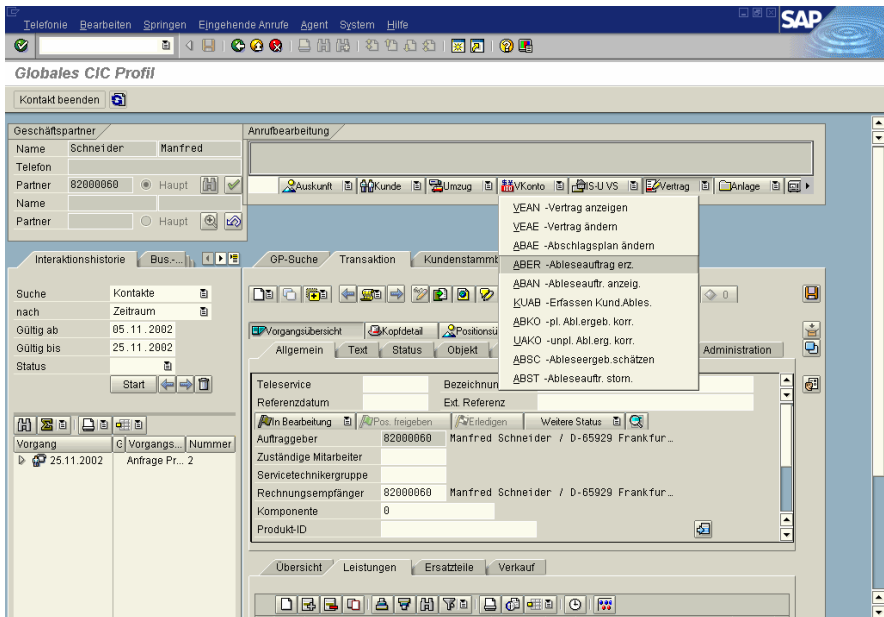 Telefonie Bearbeiten Springen Eingehende Anrufe Agent System Hilfe
SAP
Globales CIC Profil
Kontakt beenden
Geschäftspartner
Name Schneider Manfred
Telefon
Partner 82000060 Haupt
Name
Partner Haupt
Anrufbearbeitung
Auskunft Kunde Umzug VKonto IS-U VS Vertrag Anlage
VEAN -Vertrag anzeigen
VEAE -Vertrag ändern
ABAE -Abschlagsplan ändern
ABER -Ableseauftrag erz.
ABAN -Ableseauftr. anzeig.
KUAB -Erfassen Kund.Ables.
ABKO -pl. Abl.ergeb. korr.
UAKO -unpl. Abl.erg. korr.
ABSC -Ableseergeb.schätzen
ABST -Ableseauftr. storn.
Interaktionshistorie Bus.-...
Suche Kontakte
nach Zeitraum
Gültig ab 05.11.2002
Gültig bis 25.11.2002
Status
Start
Vorgang G Vorgangs... Nummer
25.11.2002 Anfrage Pr... 2
GP-Suche Transaktion Kundenstammb
0
Vorgangsübersicht Kopfdetail Positionsü
Allgemein Text Status Objekt Administration
Teleservice Bezeichnun
Referenzdatum Ext. Referenz
In Bearbeitung Pos. freigeben Erledigen Weitere Status
Auftraggeber 82000060 Manfred Schneider / D-65929 Frankfur…
Zuständige Mitarbeiter
Servicetechnikergruppe
Rechnungsempfänger 82000060 Manfred Schneider / D-65929 Frankfur…
Komponente 0
Produkt-ID
Übersicht Leistungen Ersatzteile Verkauf